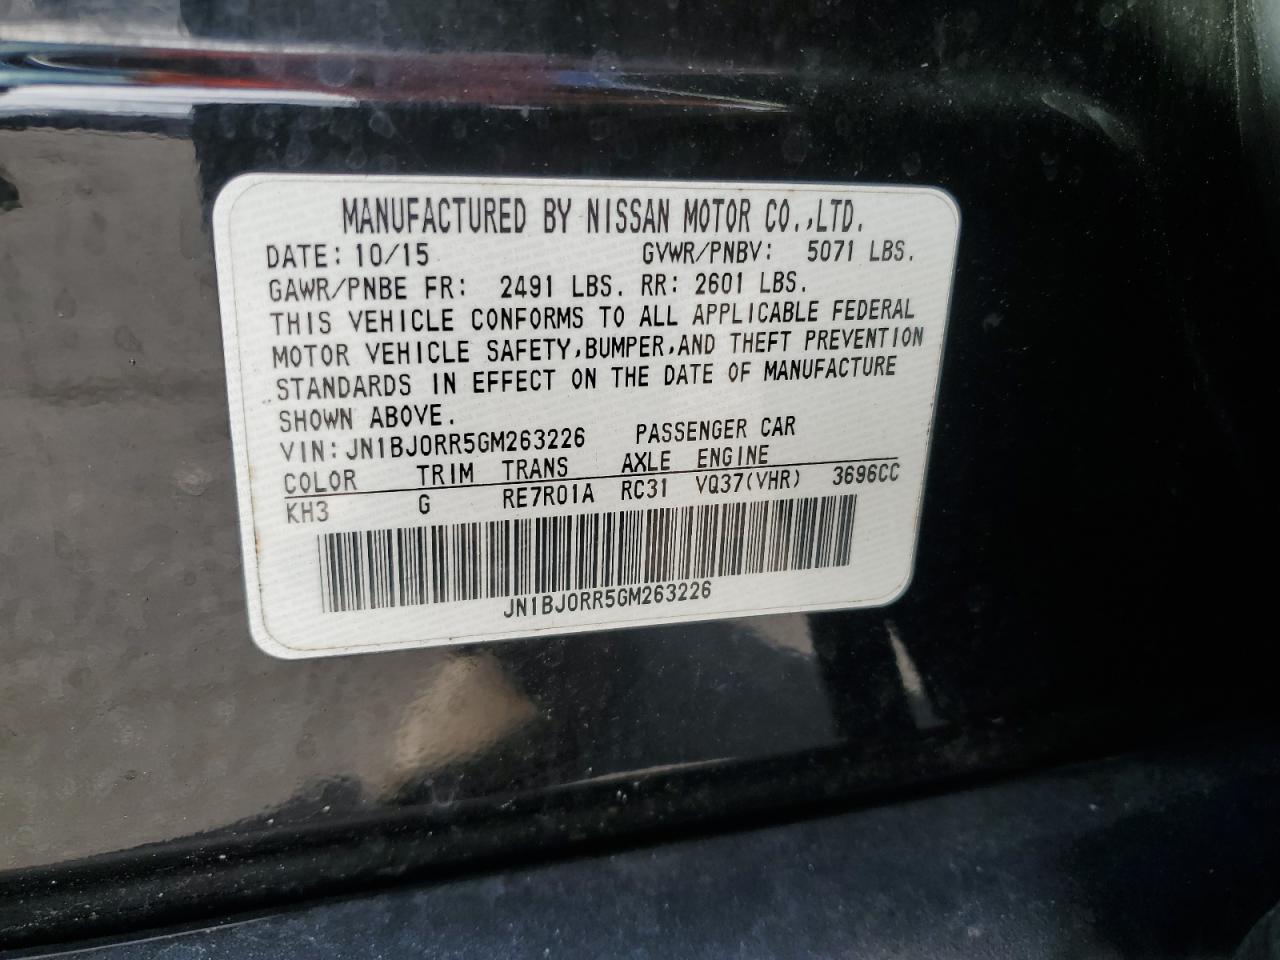 MANUFACTURED BY NISSAN MOTOR CO.,LTD.
DATE: 10/15 GVWR/PNBV: 5071 LBS.
GAWR/PNBE FR: 2491 LBS. RR: 2601 LBS.
THIS VEHICLE CONFORMS TO ALL APPLICABLE FEDERAL
MOTOR VEHICLE SAFETY,BUMPER,AND THEFT PREVENTION
STANDARDS IN EFFECT ON THE DATE OF MANUFACTURE
SHOWN ABOVE.
VIN: JN1BJ0RR5GM263226 PASSENGER CAR
COLOR TRIM TRANS AXLE ENGINE
KH3 G RE7R01A RC31 VQ37(VHR) 3696CC
JN1BJ0RR5GM263226